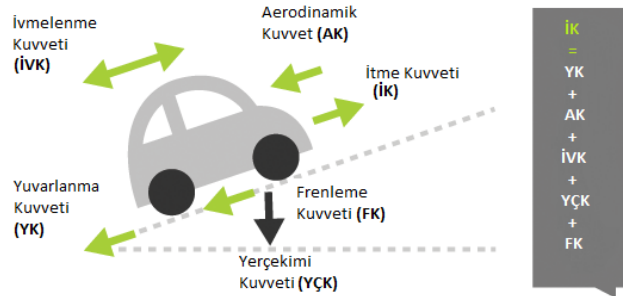 İvmelenme
Kuvveti
(İVK)
Aerodinamik
Kuvvet (AK)
İtme Kuvveti
(İK)
Yuvarlanma
Kuvveti
(YK)
Frenleme
Kuvveti (FK)
Yerçekimi
Kuvveti (YÇK)
İK
=
YK
+
AK
+
İVK
+
YÇK
+
FK